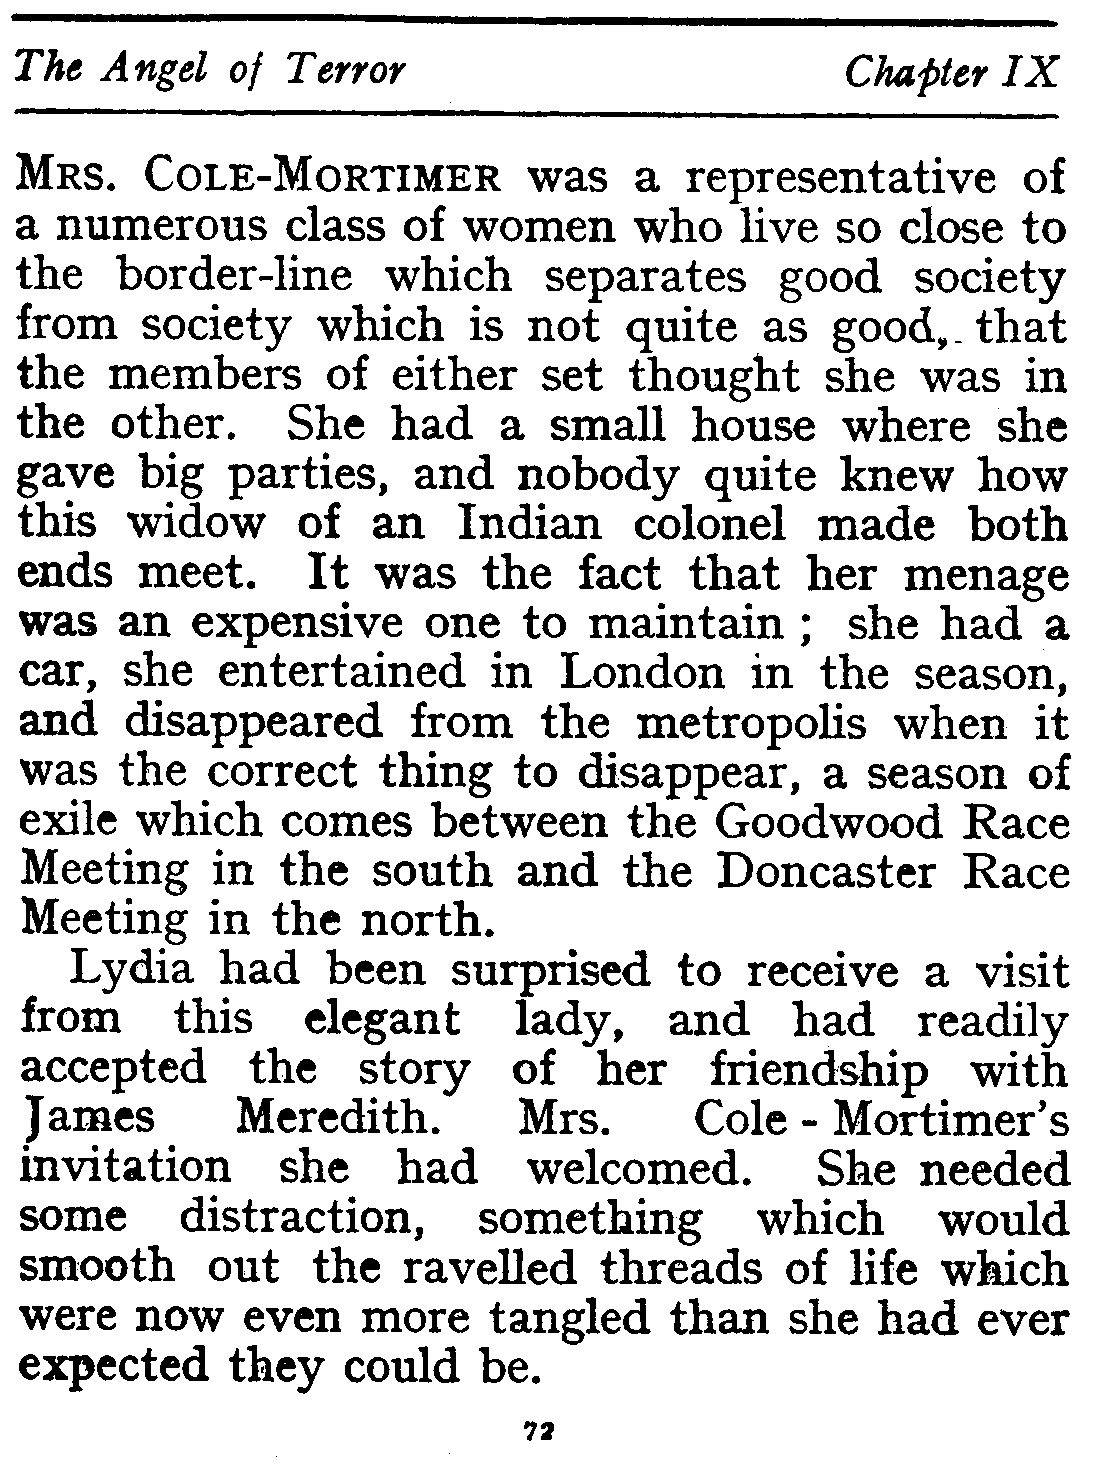 The Angel of Terror Chapter IX
MRS. COLE-MORTIMER was a representative of
a numerous class of women who live so close to
the border-line which separates good society
from society which is not quite as good, that
the members of either set thought she was in
the other. She had a small house where she
gave big parties, and nobody quite knew how
this widow of an Indian colonel made both
ends meet. It was the fact that her menage
was an expensive one to maintain ; she had a
car, she entertained in London in the season,
and disappeared from the metropolis when it
was the correct thing to disappear, a season of
exile which comes between the Goodwood Race
Meeting in the south and the Doncaster Race
Meeting in the north.
Lydia had been surprised to receive a visit
from this elegant lady, and had readily
accepted the story of her friendship with
James Meredith. Mrs. Cole-Mortimer's
invitation she had welcomed. She needed
some distraction, something which would
smooth out the ravelled threads of life which
were now even more tangled than she had ever
expected they could be.
72